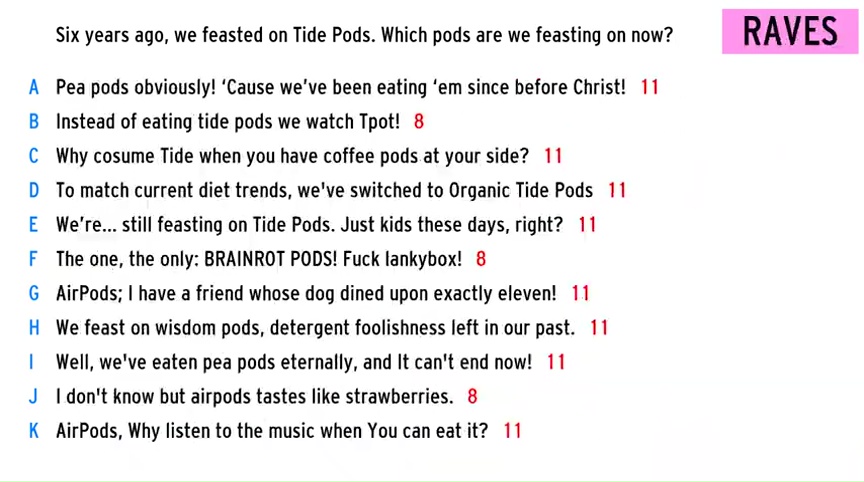 Six years ago, we feasted on Tide Pods. Which pods are we feasting on now?
RAVES
A Pea pods obviously! ‘Cause we’ve been eating ‘em since before Christ! 11
B Instead of eating tide pods we watch Tpot! 8
C Why cosume Tide when you have coffee pods at your side? 11
D To match current diet trends, we've switched to Organic Tide Pods 11
E We’re... still feasting on Tide Pods. Just kids these days, right? 11
F The one, the only: BRAINROT PODS! Fuck lankybox! 8
G AirPods; I have a friend whose dog dined upon exactly eleven! 11
H We feast on wisdom pods, detergent foolishness left in our past. 11
I Well, we've eaten pea pods eternally, and It can't end now! 11
J I don't know but airpods tastes like strawberries. 8
K AirPods, Why listen to the music when You can eat it? 11